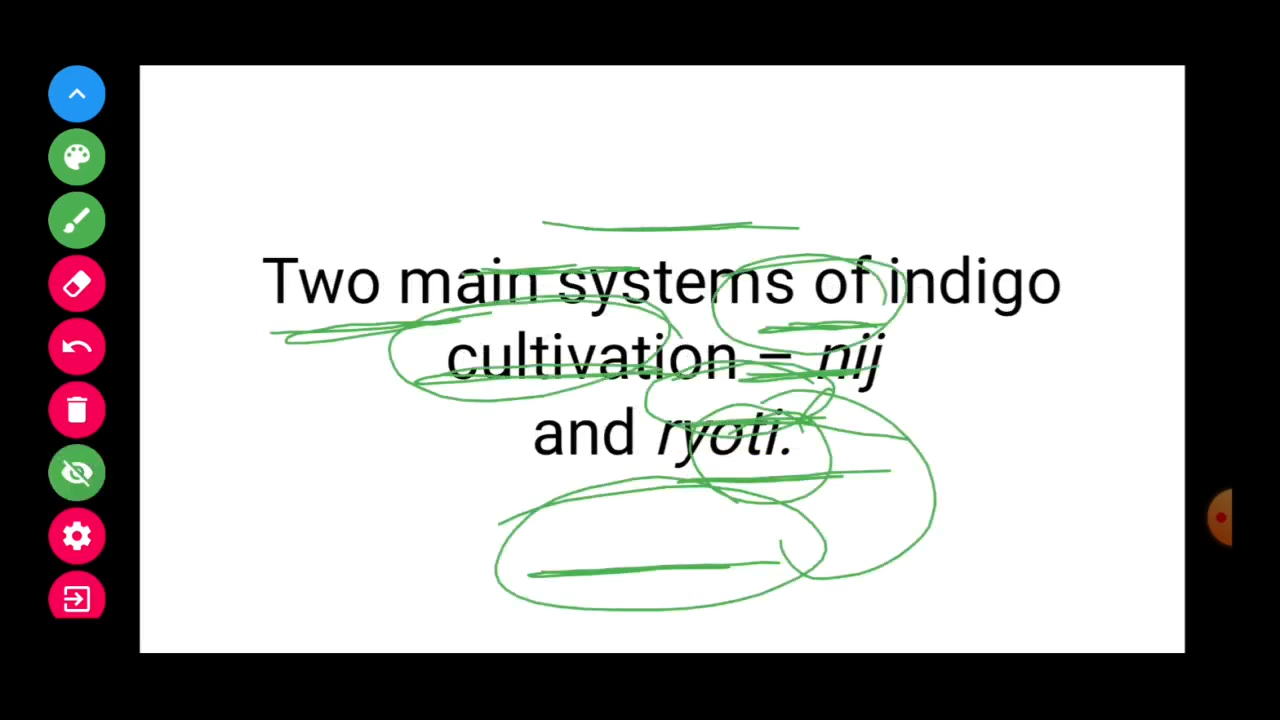 Two main systems of indigo
cultivation – nij
and ryoti.